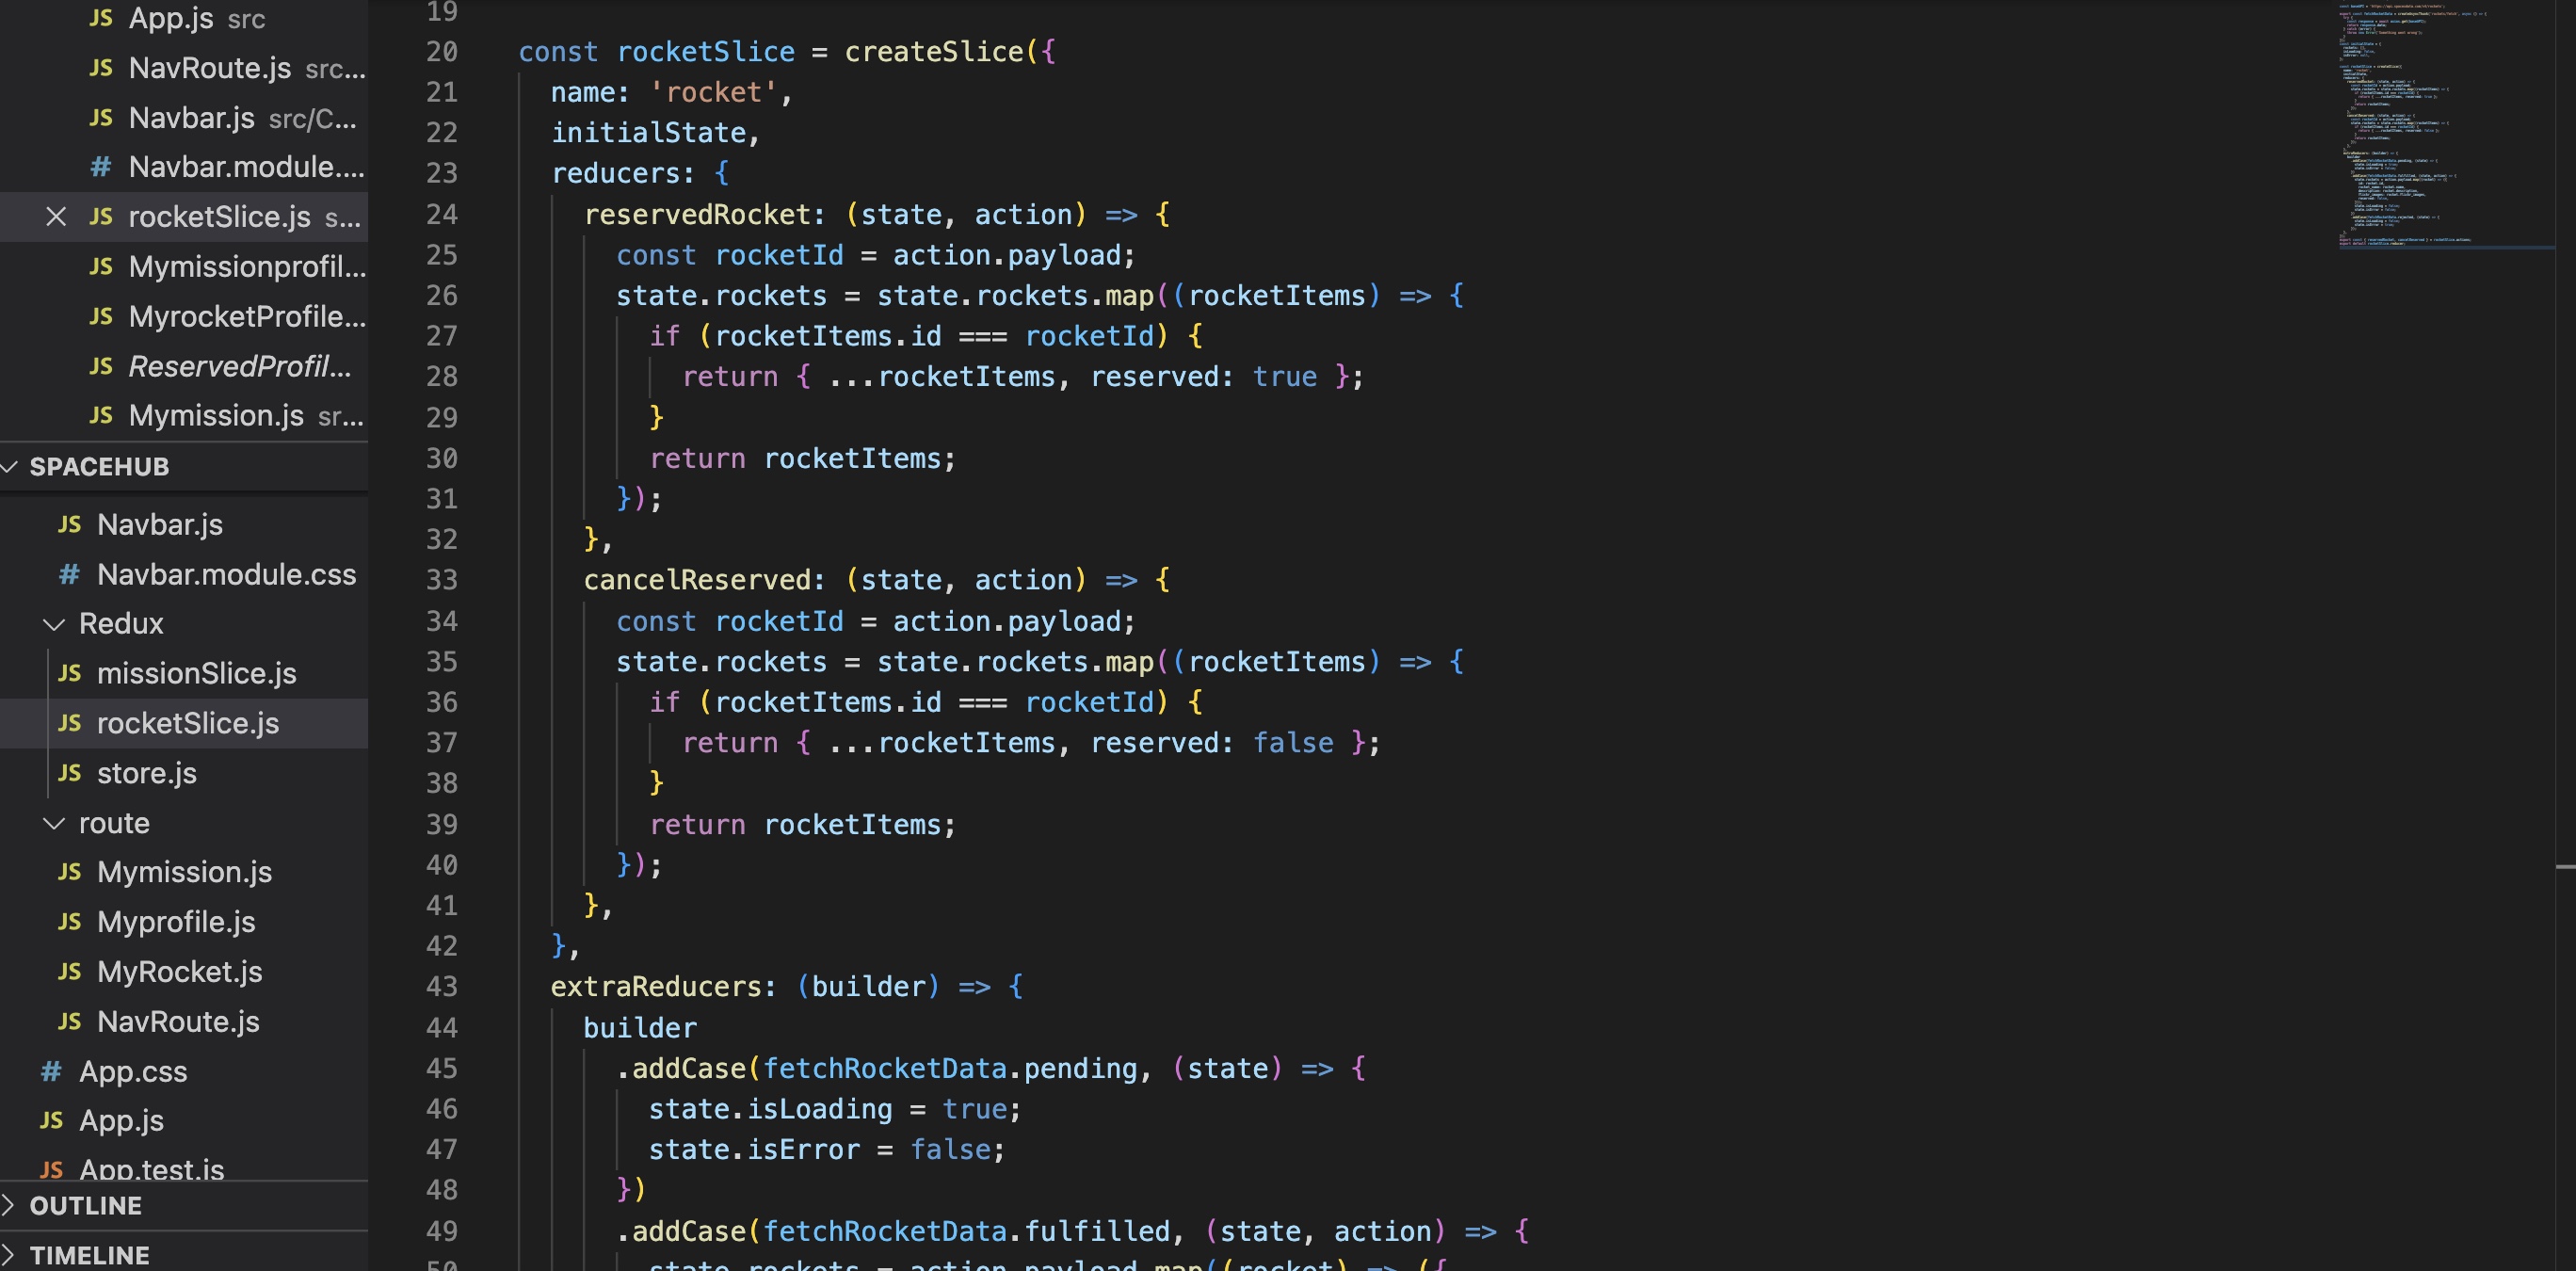 JS App.js src
JS NavRoute.js src...
JS Navbar.js src/C...
# Navbar.module....
JS rocketSlice.js s...
JS Mymissionprofil...
JS MyrocketProfile...
JS ReservedProfil...
JS Mymission.js sr...
SPACEHUB
JS Navbar.js
# Navbar.module.css
Redux
JS missionSlice.js
JS rocketSlice.js
JS store.js
route
JS Mymission.js
JS Myprofile.js
JS MyRocket.js
JS NavRoute.js
# App.css
JS App.js
JS App.test.js
OUTLINE
TIMELINE
19
20 const rocketSlice = createSlice({
21 name: 'rocket',
22 initialState,
23 reducers: {
24 reservedRocket: (state, action) => {
25 const rocketId = action.payload;
26 state.rockets = state.rockets.map((rocketItems) => {
27 if (rocketItems.id === rocketId) {
28 return { ...rocketItems, reserved: true };
29 }
30 return rocketItems;
31 });
32 },
33 cancelReserved: (state, action) => {
34 const rocketId = action.payload;
35 state.rockets = state.rockets.map((rocketItems) => {
36 if (rocketItems.id === rocketId) {
37 return { ...rocketItems, reserved: false };
38 }
39 return rocketItems;
40 });
41 },
42 },
43 extraReducers: (builder) => {
44 builder
45 .addCase(fetchRocketData.pending, (state) => {
46 state.isLoading = true;
47 state.isError = false;
48 })
49 .addCase(fetchRocketData.fulfilled, (state, action) => {
50 state.rockets = action.payload.map((rocket) => ({